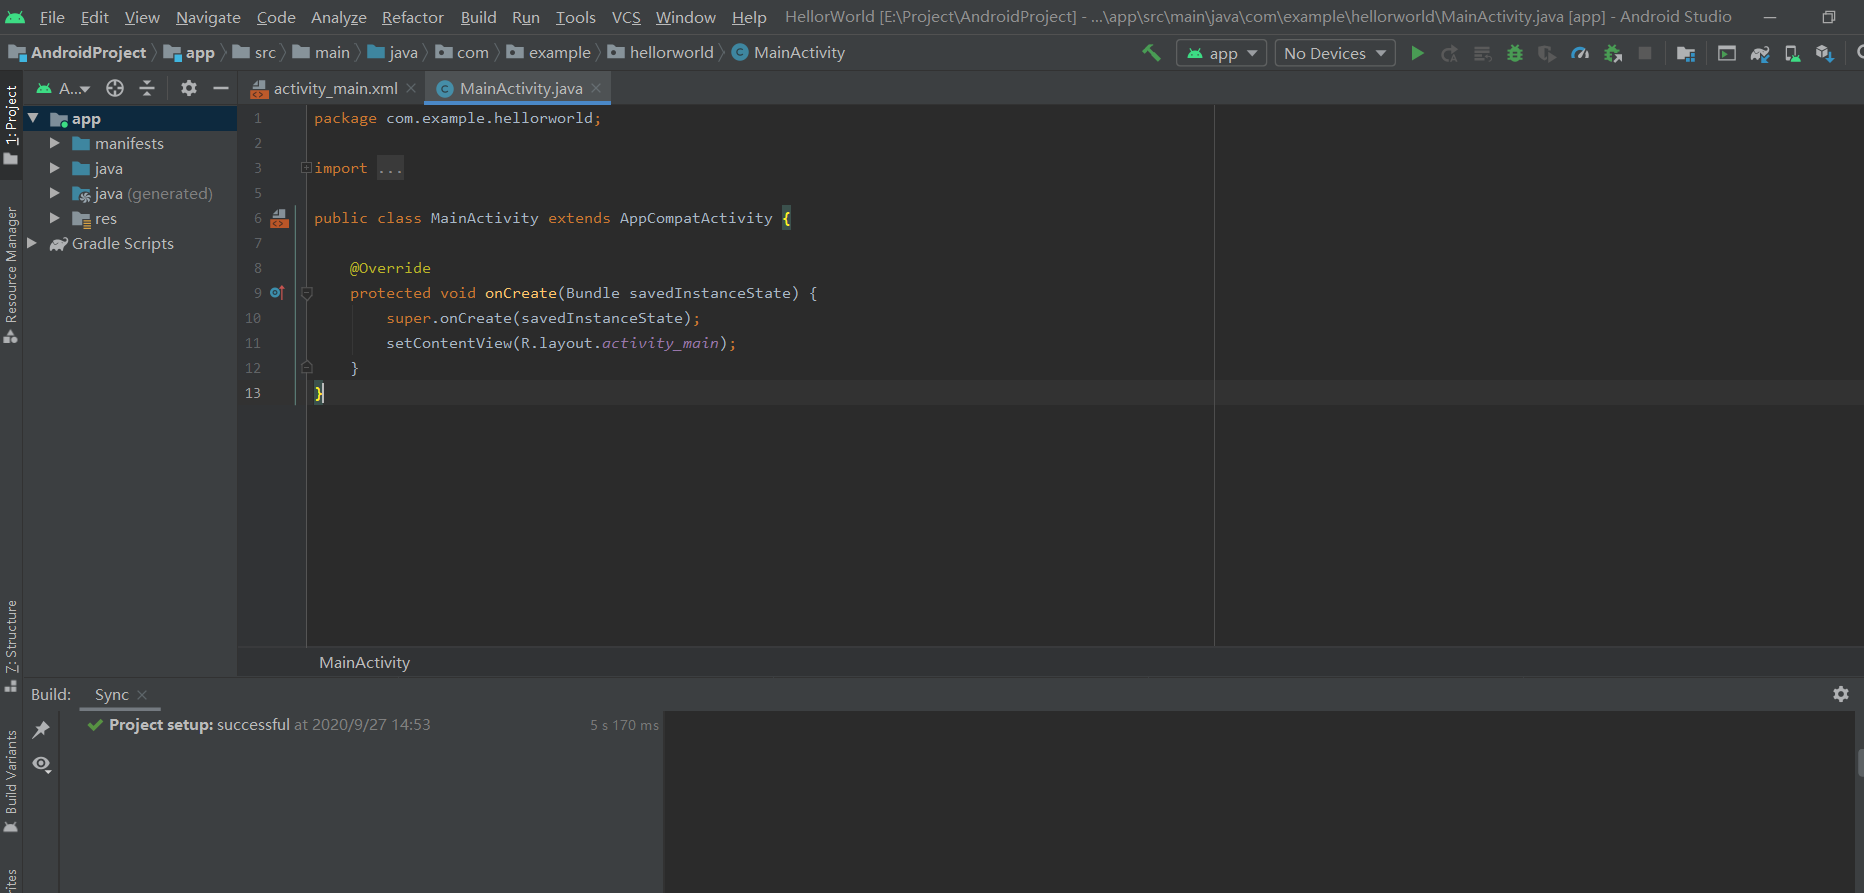 File Edit View Navigate Code Analyze Refactor Build Run Tools VCS Window Help HellorWorld [E:\Project\AndroidProject] - ...\app\src\main\java\com\example\hellorworld\MainActivity.java [app] - Android Studio
AndroidProject app src main java com example hellorworld MainActivity app No Devices
A... activity_main.xml MainActivity.java
1: Project
Resource Manager
Z: Structure
Build Variants
app
manifests
java
java (generated)
res
Gradle Scripts
1 package com.example.hellorworld;
2
3 import ...
5
6 public class MainActivity extends AppCompatActivity {
7
8 @Override
9 protected void onCreate(Bundle savedInstanceState) {
10 super.onCreate(savedInstanceState);
11 setContentView(R.layout.activity_main);
12 }
13 }
MainActivity
Build: Sync
Project setup: successful at 2020/9/27 14:53 5 s 170 ms